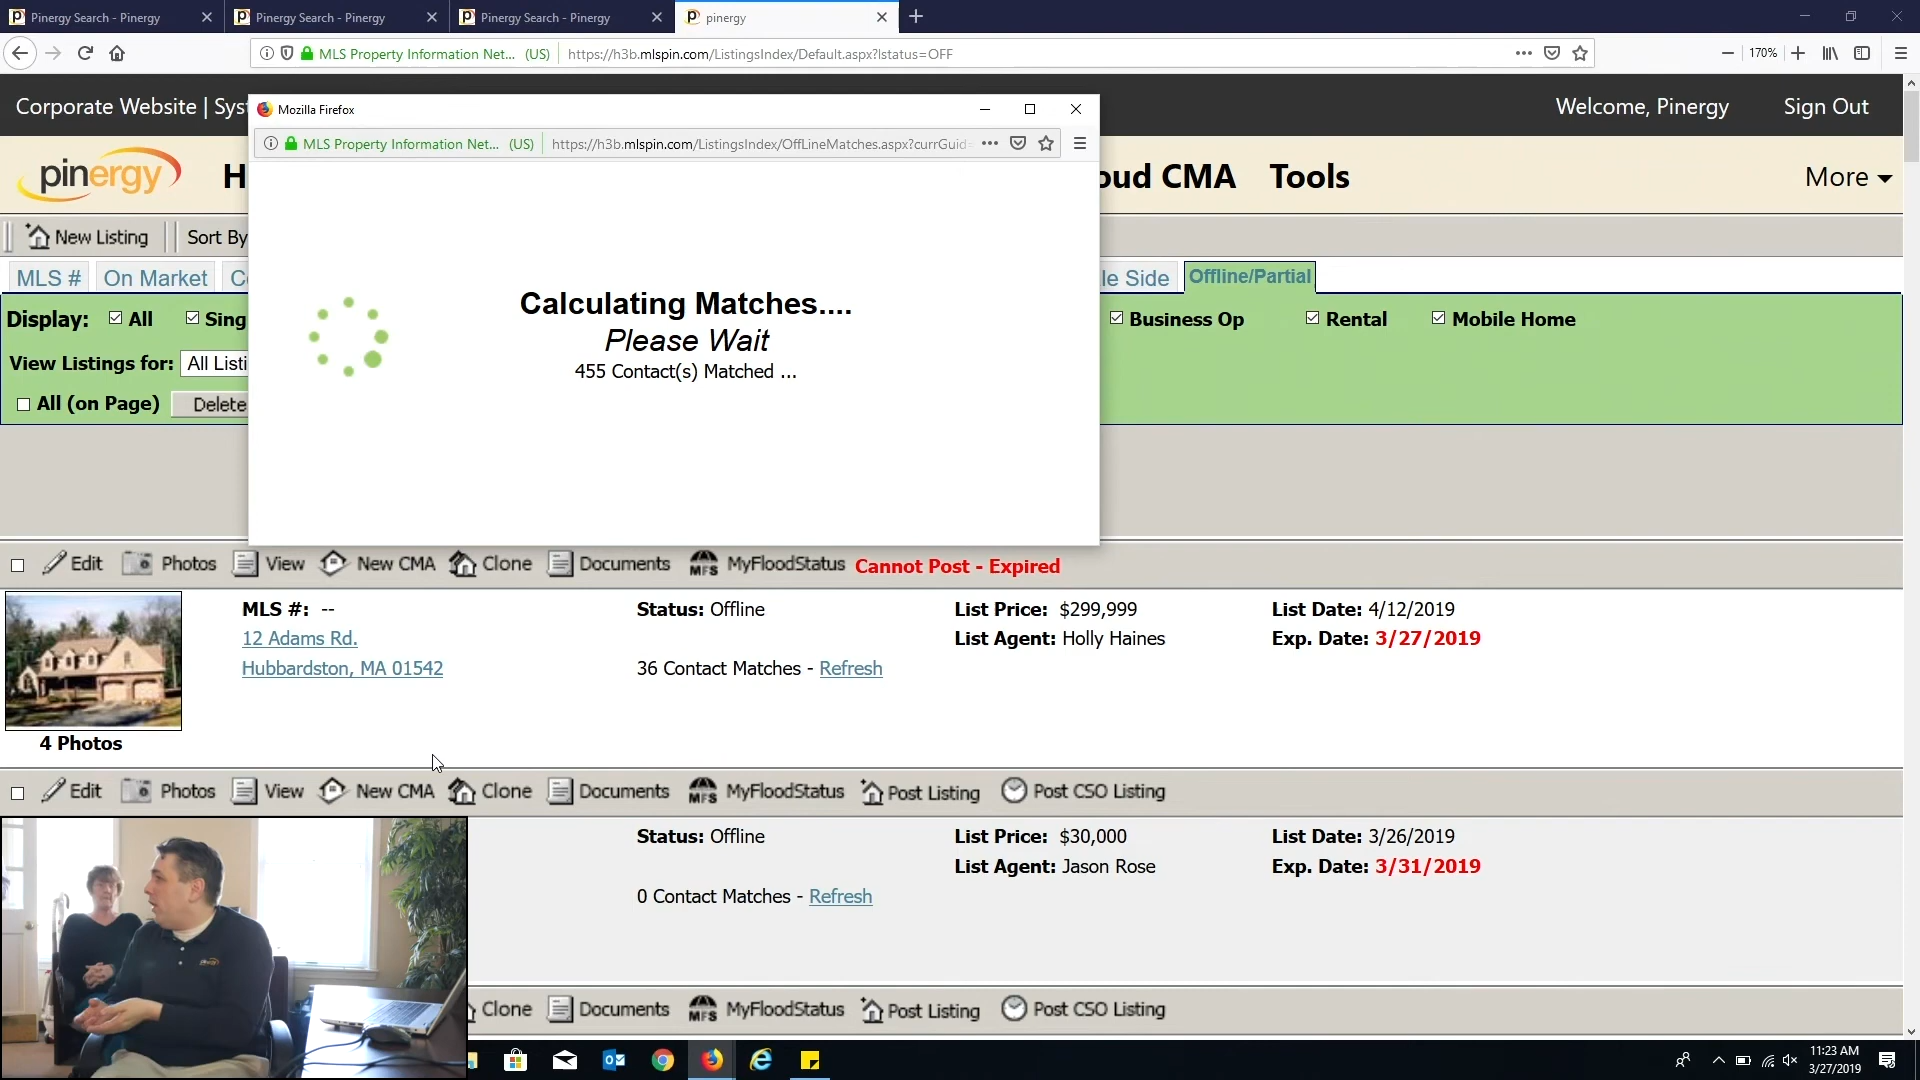 Pinergy Search - Pinergy
Pinergy Search - Pinergy
Pinergy Search - Pinergy
pinergy
MLS Property Information Net... (US) https://h3b.mlspin.com/ListingsIndex/Default.aspx?lstatus=OFF 170%
Corporate Website | Sys
Welcome, Pinergy Sign Out
Mozilla Firefox
MLS Property Information Net... (US) https://h3b.mlspin.com/ListingsIndex/OffLineMatches.aspx?currGuid=
pinergy
H
oud CMA Tools More
New Listing Sort By
MLS # On Market
le Side Offline/Partial
Calculating Matches....
Please Wait
455 Contact(s) Matched ...
Display: All Sing
Business Op Rental Mobile Home
View Listings for: All Listi
All (on Page) Delete
Edit Photos View New CMA Clone Documents MFS MyFloodStatus Cannot Post - Expired
MLS #: -- Status: Offline List Price: $299,999 List Date: 4/12/2019
12 Adams Rd. List Agent: Holly Haines Exp. Date: 3/27/2019
Hubbardston, MA 01542 36 Contact Matches - Refresh
4 Photos
Edit Photos View New CMA Clone Documents MFS MyFloodStatus Post Listing Post CSO Listing
Status: Offline List Price: $30,000 List Date: 3/26/2019
List Agent: Jason Rose Exp. Date: 3/31/2019
0 Contact Matches - Refresh
Clone Documents MFS MyFloodStatus Post Listing Post CSO Listing
11:23 AM
3/27/2019